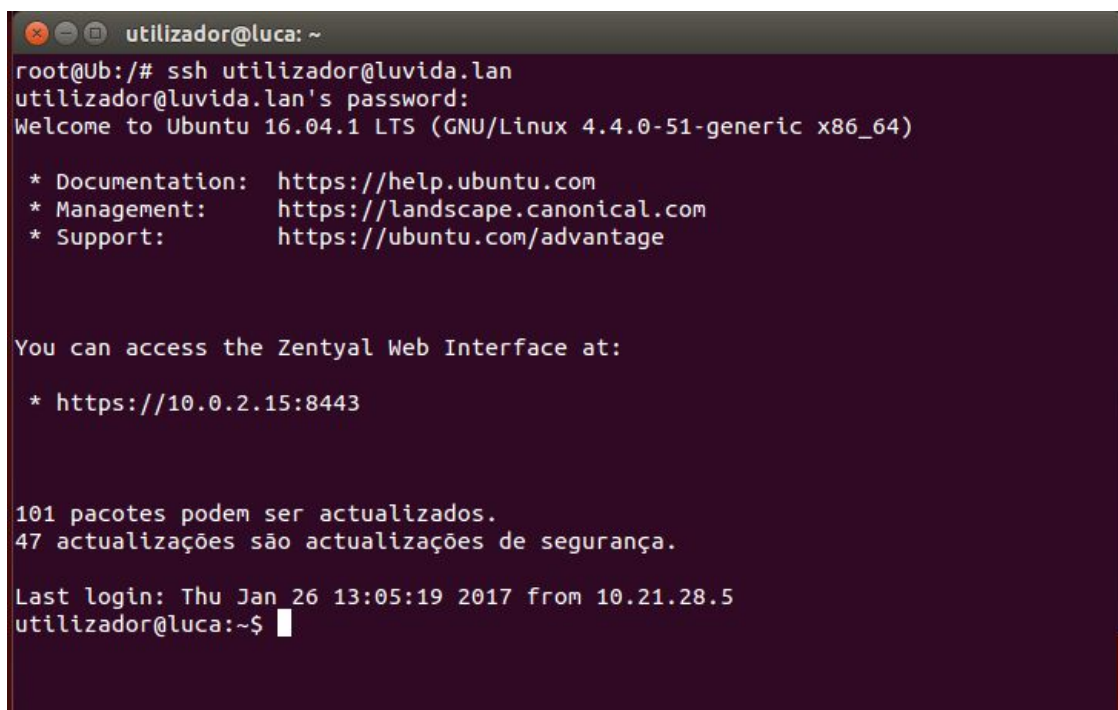 utilizador@luca: ~
root@Ub:/# ssh utilizador@luvida.lan
utilizador@luvida.lan's password:
Welcome to Ubuntu 16.04.1 LTS (GNU/Linux 4.4.0-51-generic x86_64)
* Documentation:  https://help.ubuntu.com
* Management:     https://landscape.canonical.com
* Support:        https://ubuntu.com/advantage
You can access the Zentyal Web Interface at:
* https://10.0.2.15:8443
101 pacotes podem ser actualizados.
47 actualizações são actualizações de segurança.
Last login: Thu Jan 26 13:05:19 2017 from 10.21.28.5
utilizador@luca:~$